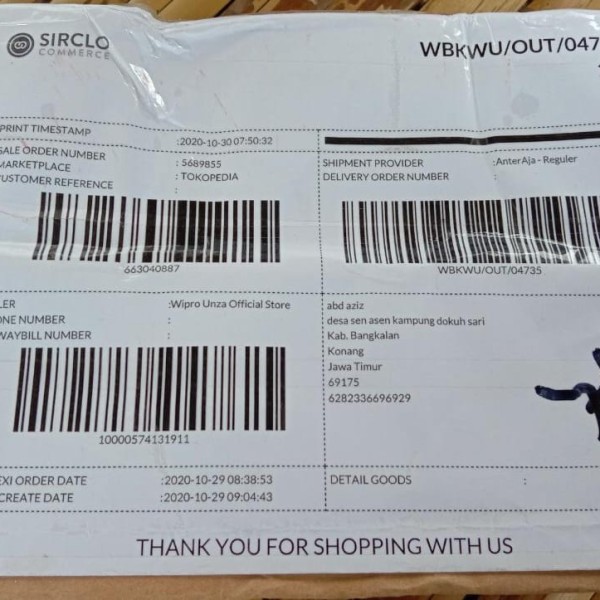 SIRCLO
COMMERCE
WBKWU/OUT/047
PRINT TIMESTAMP :2020-10-30 07:50:32
SALE ORDER NUMBER : 5689855
MARKETPLACE : TOKOPEDIA
CUSTOMER REFERENCE :
663040887
SHIPMENT PROVIDER :AnterAja - Reguler
DELIVERY ORDER NUMBER :
WBKWU/OUT/04735
LER :Wipro Unza Official Store
ONE NUMBER :
WAYBILL NUMBER :
10000574131911
abd aziz
desa sen asen kampung dokuh sari
Kab. Bangkalan
Konang
Jawa Timur
69175
6282336696929
EXI ORDER DATE :2020-10-29 08:38:53
CREATE DATE :2020-10-29 09:04:43
DETAIL GOODS :
THANK YOU FOR SHOPPING WITH US